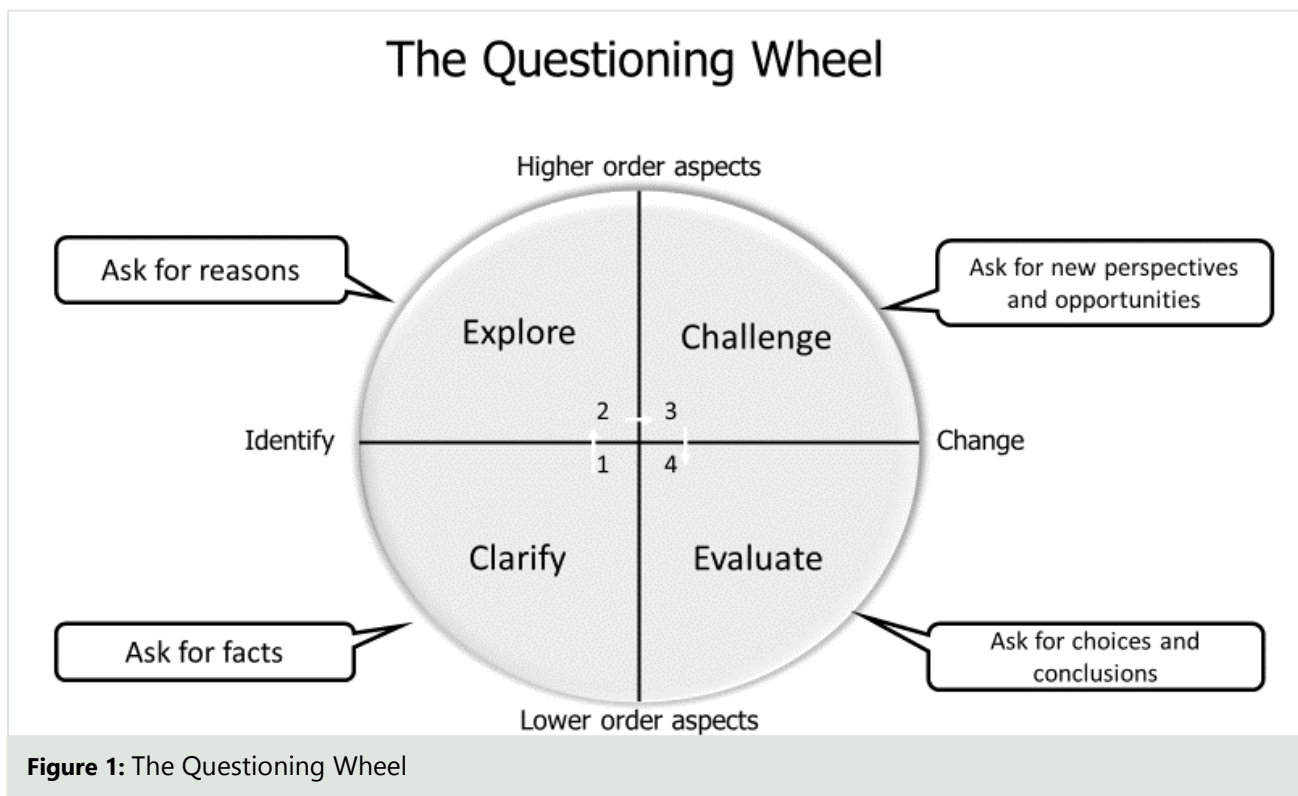 The Questioning Wheel
Higher order aspects
Ask for reasons
Ask for new perspectives
and opportunities
Explore
Challenge
2
3
Identify
Change
1
4
Clarify
Evaluate
Ask for facts
Ask for choices and
conclusions
Lower order aspects
Figure 1: The Questioning Wheel